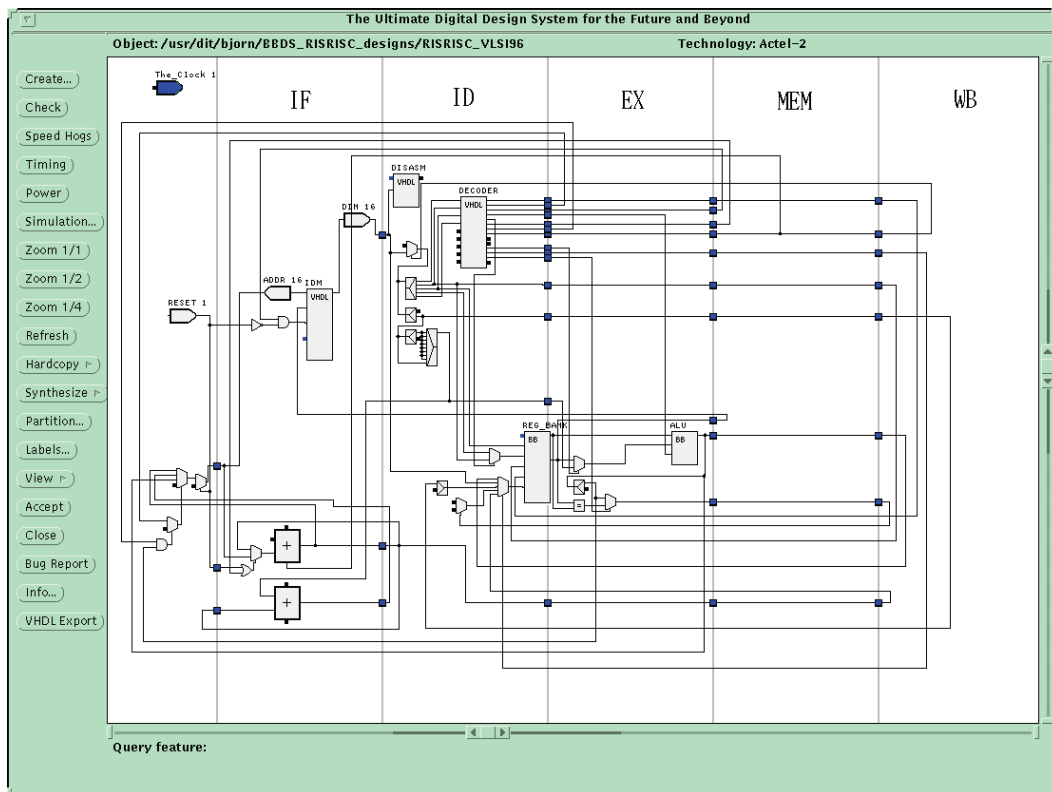 The Ultimate Digital Design System for the Future and Beyond
Object: /usr/dit/bjorn/BBDS_RISRISC_designs/RISRISC_VLSI96 Technology: Actel-2
Create...
Check
Speed Hogs
Timing
Power
Simulation...
Zoom 1/1
Zoom 1/2
Zoom 1/4
Refresh
Hardcopy
Synthesize
Partition...
Labels...
View
Accept
Close
Bug Report
Info...
VHDL Export
The_Clock 1
IF ID EX MEM WB
DISASM
VHDL
DECODER
VHDL
DIN 16
ADDR 16 IDM
VHDL
RESET 1
REG_BANK
BB
ALU
BB
=
+
+
Query feature: